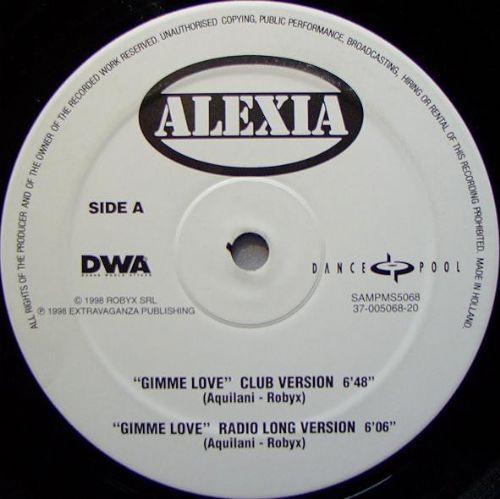 ALL RIGHTS OF THE PRODUCER AND OF THE OWNER OF THE RECORDED WORK RESERVED. UNAUTHORISED COPYING, PUBLIC PERFORMANCE, BROADCASTING, HIRING OR RENTAL OF THIS RECORDING PROHIBITED. MADE IN HOLLAND.
ALEXIA
SIDE A
DWA
DANCE WORLD ATTACK
DANCE POOL
© 1998 ROBYX SRL
℗ 1998 EXTRAVAGANZA PUBLISHING
SAMPMS5068
37-005068-20
"GIMME LOVE" CLUB VERSION 6'48"
(Aquilani - Robyx)
"GIMME LOVE" RADIO LONG VERSION 6'06"
(Aquilani - Robyx)